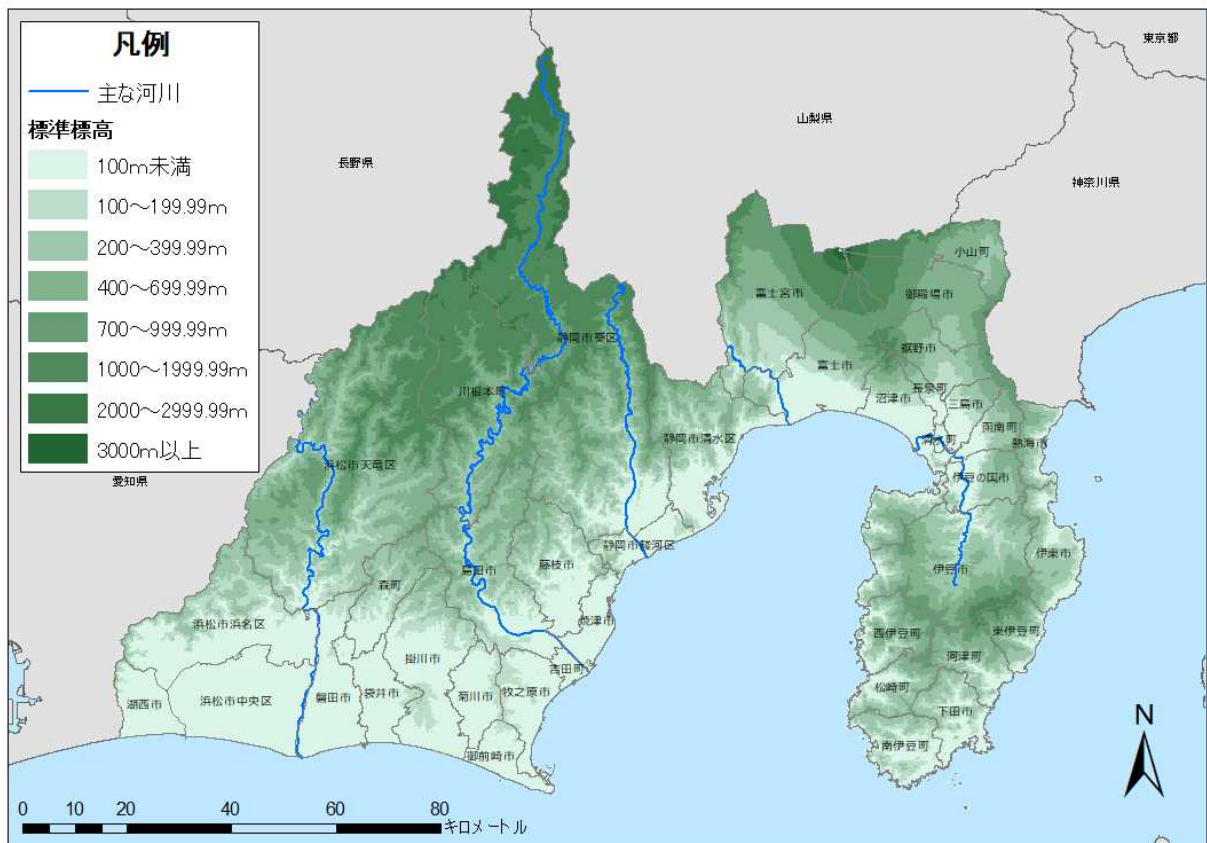 凡例
主な河川
標準標高
100m未満
100～199.99m
200～399.99m
400～699.99m
700～999.99m
1000～1999.99m
2000～2999.99m
3000m以上
東京都
山梨県
長野県
神奈川県
愛知県
小山町
富士宮市
御殿場市
静岡市葵区
裾野市
富士市
川根本町
長泉町
沼津市
三島市
函南町
静岡市清水区
熱海市
清水町
浜松市天竜区
伊豆の国市
静岡市駿河区
伊東市
藤枝市
島田市
伊豆市
森町
焼津市
浜松市浜名区
西伊豆町
東伊豆町
掛川市
河津町
吉田町
松崎町
牧之原市
菊川市
袋井市
磐田市
浜松市中央区
湖西市
下田市
南伊豆町
御前崎市
N
0 10 20 40 60 80
キロメートル